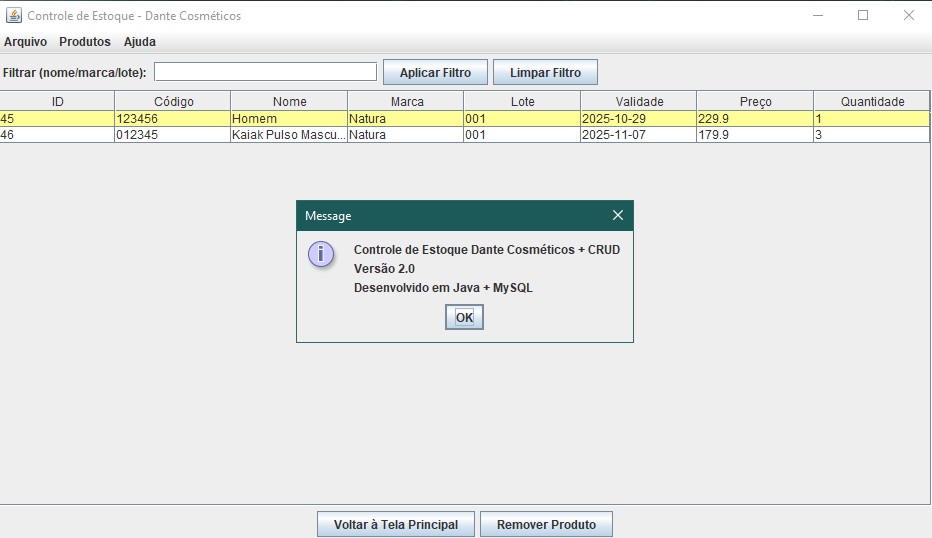 Controle de Estoque - Dante Cosméticos
Arquivo Produtos Ajuda
Filtrar (nome/marca/lote): Aplicar Filtro Limpar Filtro
ID Código Nome Marca Lote Validade Preço Quantidade
45 123456 Homem Natura 001 2025-10-29 229.9 1
46 012345 Kaiak Pulso Mascu... Natura 001 2025-11-07 179.9 3
Message
Controle de Estoque Dante Cosméticos + CRUD
Versão 2.0
Desenvolvido em Java + MySQL
OK
Voltar à Tela Principal Remover Produto